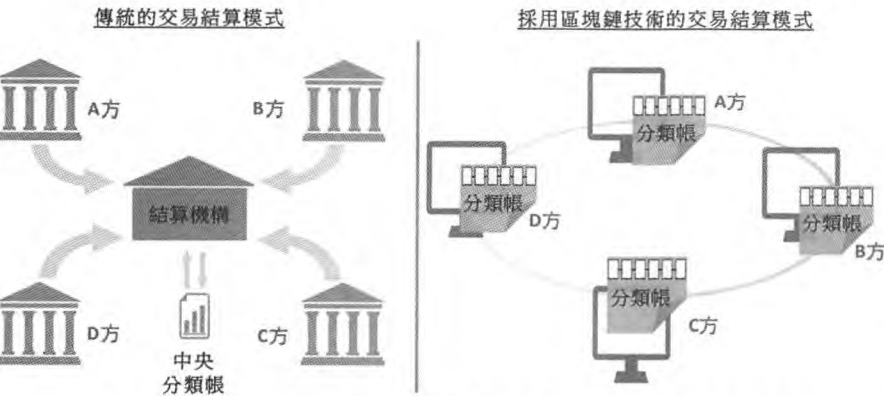 傳統的交易結算模式
A方
B方
結算機構
D方
C方
中央
分類帳
採用區塊鏈技術的交易結算模式
A方
分類帳
分類帳
D方
分類帳
B方
分類帳
C方